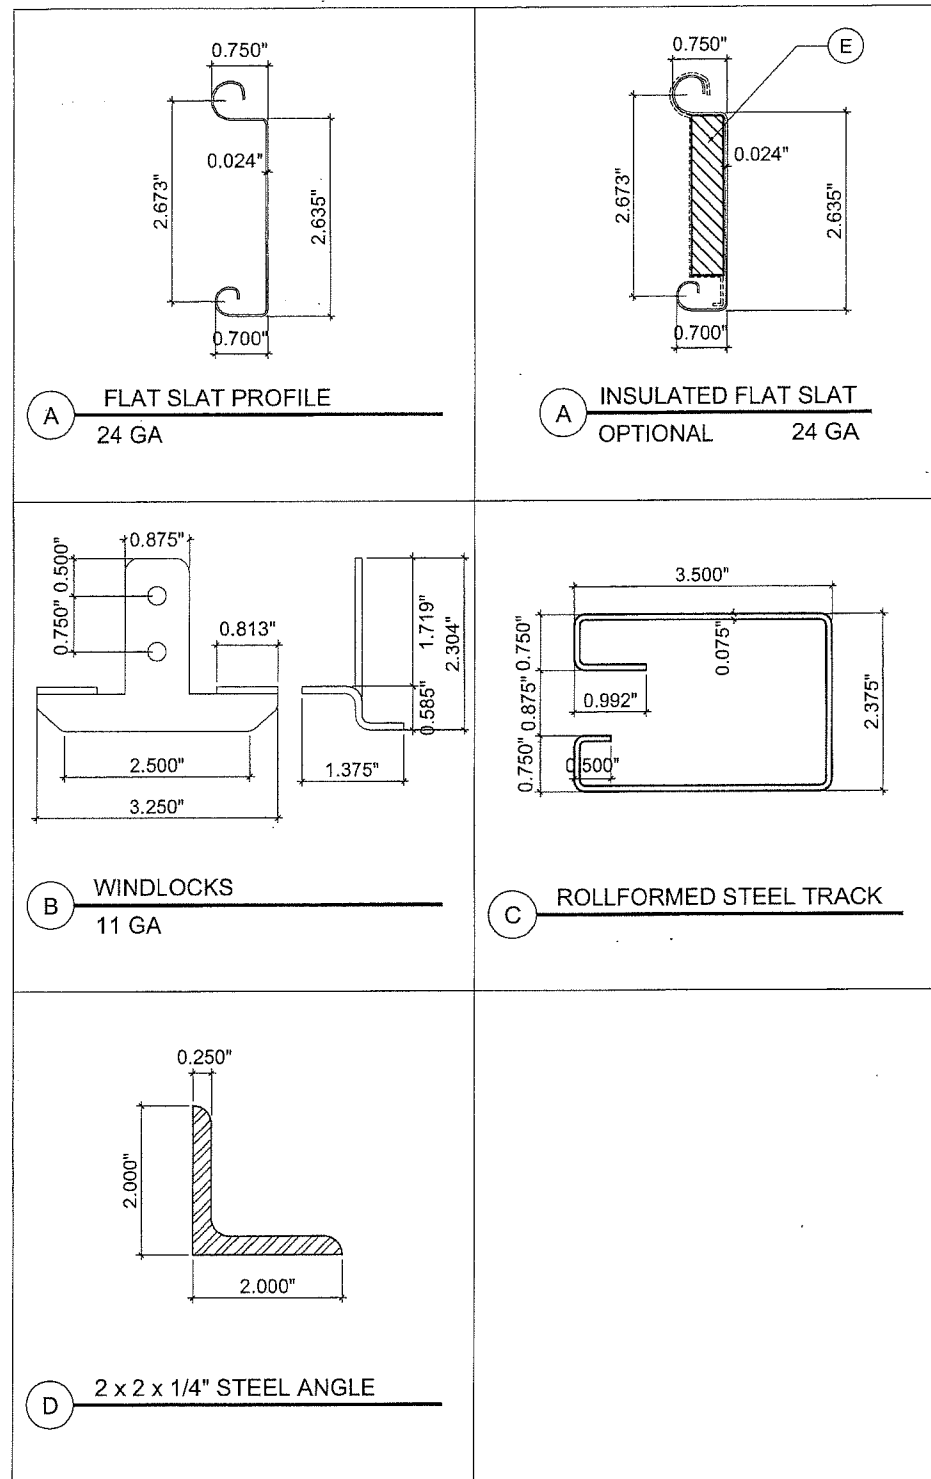 0.750"
0.024"
2.673"
2.635"
0.700"
A
FLAT SLAT PROFILE
24 GA
0.750"
E
0.024"
2.673"
2.635"
0.700"
A
INSULATED FLAT SLAT
OPTIONAL 24 GA
0.875"
0.500"
0.750"
0.813"
1.719"
2.304"
0.585"
2.500"
1.375"
3.250"
B
WINDLOCKS
11 GA
3.500"
0.750"
0.075"
0.992"
0.875"
2.375"
0.750"
0.500"
C
ROLLFORMED STEEL TRACK
0.250"
2.000"
2.000"
D
2 x 2 x 1/4" STEEL ANGLE